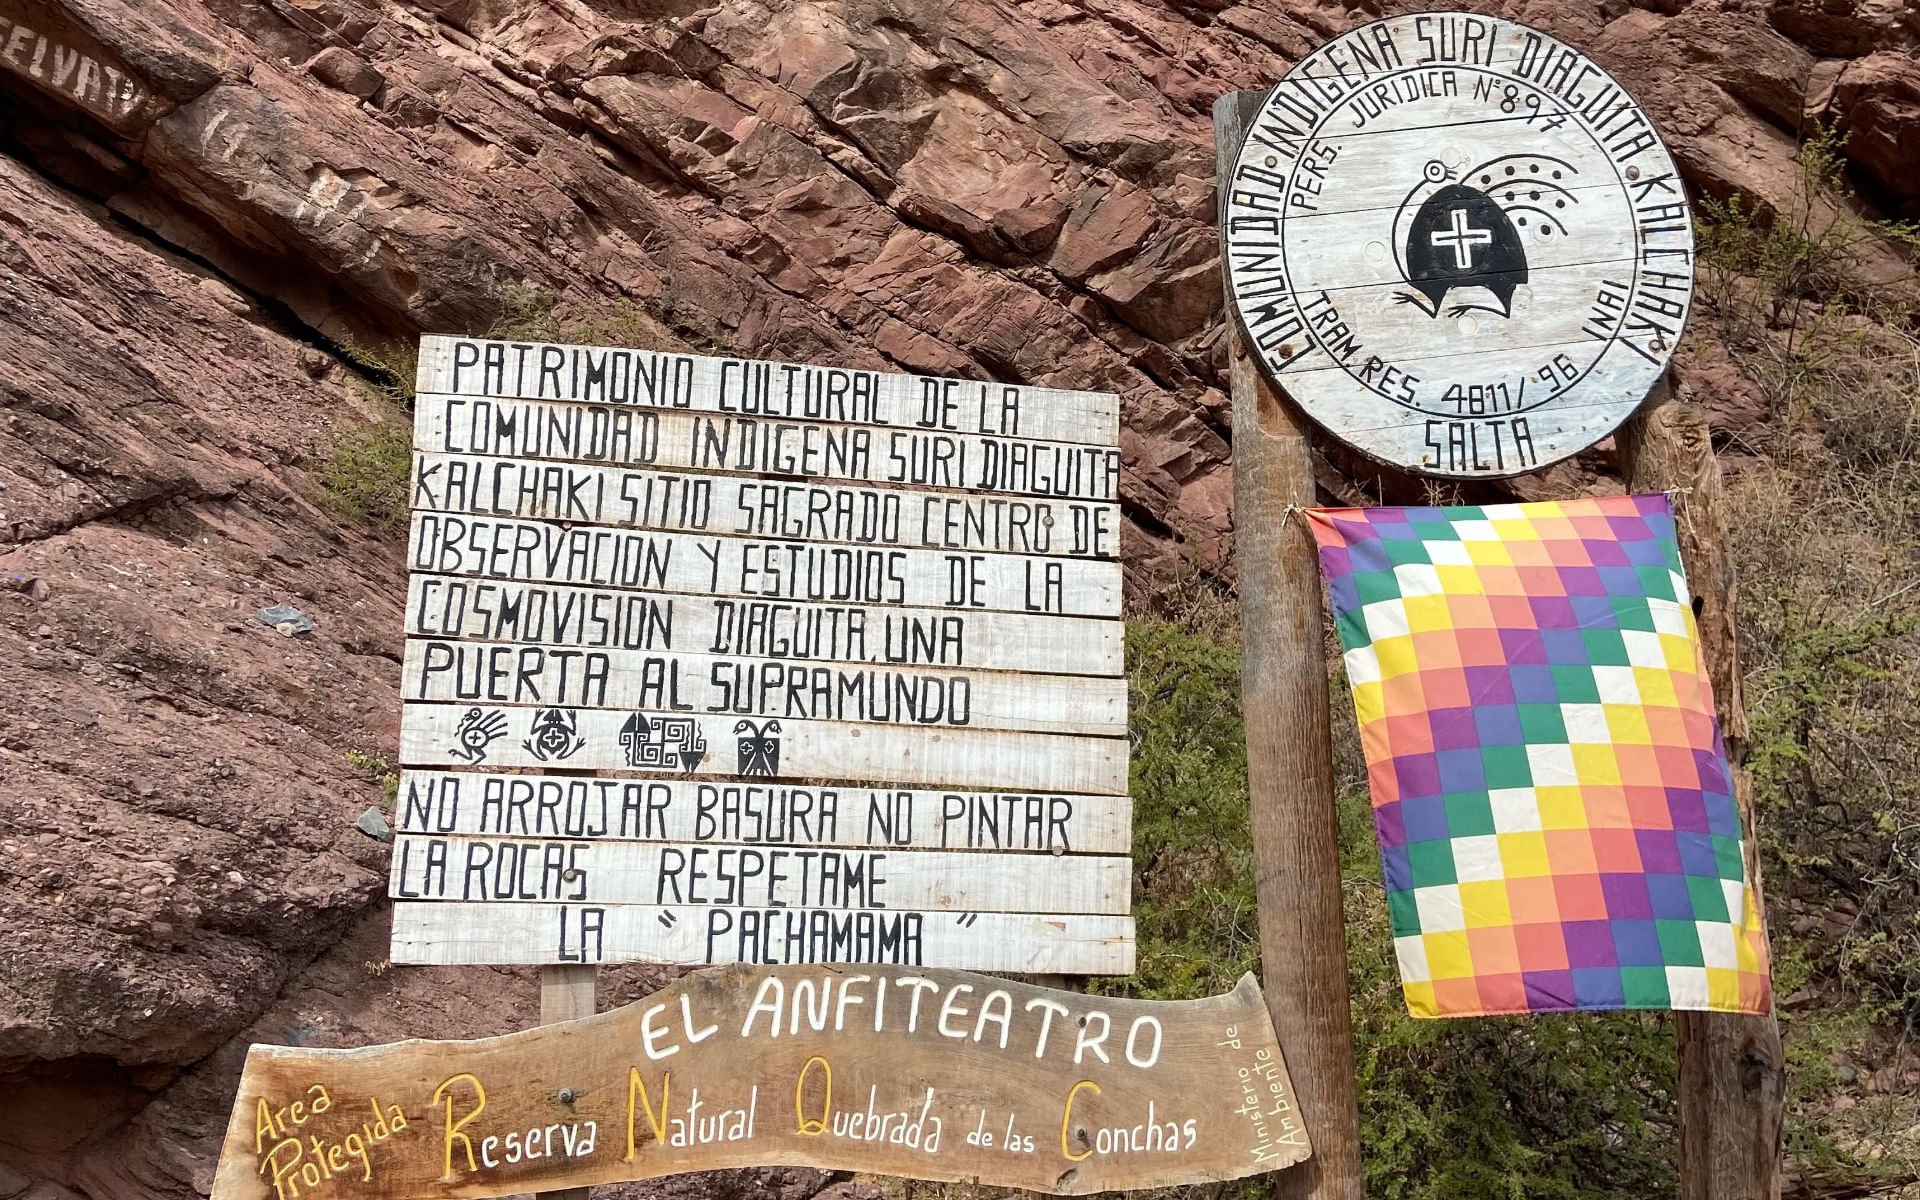 SELVAT
COMUNIDAD INDIGENA SURI DIAGUITA KALCHAKI
PERS. JURIDICA N° 897
TRAM. RES. 4811/96 INAI
SALTA
PATRIMONIO CULTURAL DE LA
COMUNIDAD INDIGENA SURI DIAGUITA
KALCHAKI SITIO SAGRADO CENTRO DE
OBSERVACION Y ESTUDIOS DE LA
COSMOVISION DIAGUITA, UNA
PUERTA AL SUPRAMUNDO
NO ARROJAR BASURA NO PINTAR
LA ROCAS RESPETAME
LA "PACHAMAMA"
EL ANFITEATRO
Area
Protegida
Reserva Natural Quebrada de las Conchas
Ministerio de
Ambiente